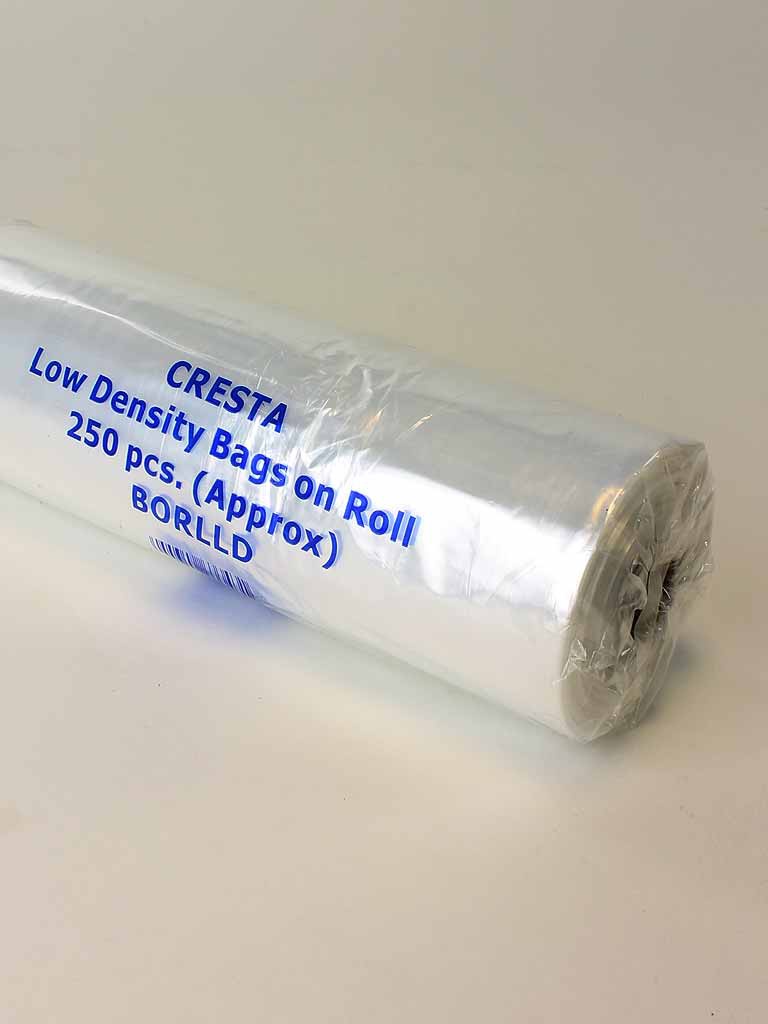 CRESTA
Low Density Bags on Roll
250 pcs. (Approx)
BORLLD